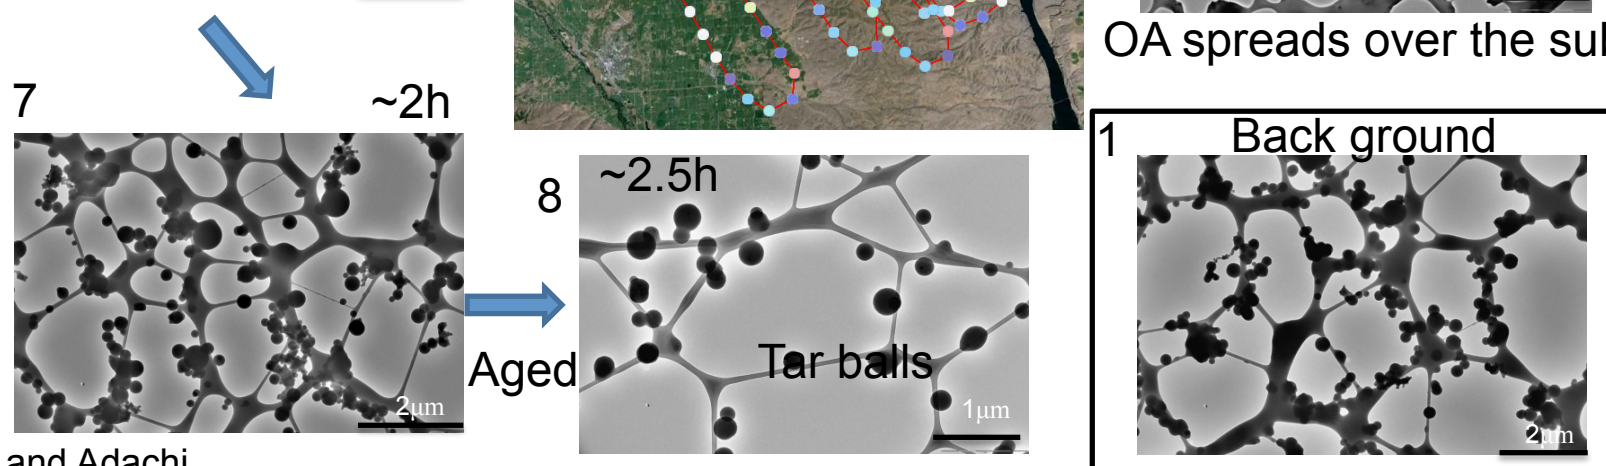 OA spreads over the sul
7
~2h
1
Back ground
~2.5h
8
Aged
Tar balls
2μm
1μm
2μm
and Adachi